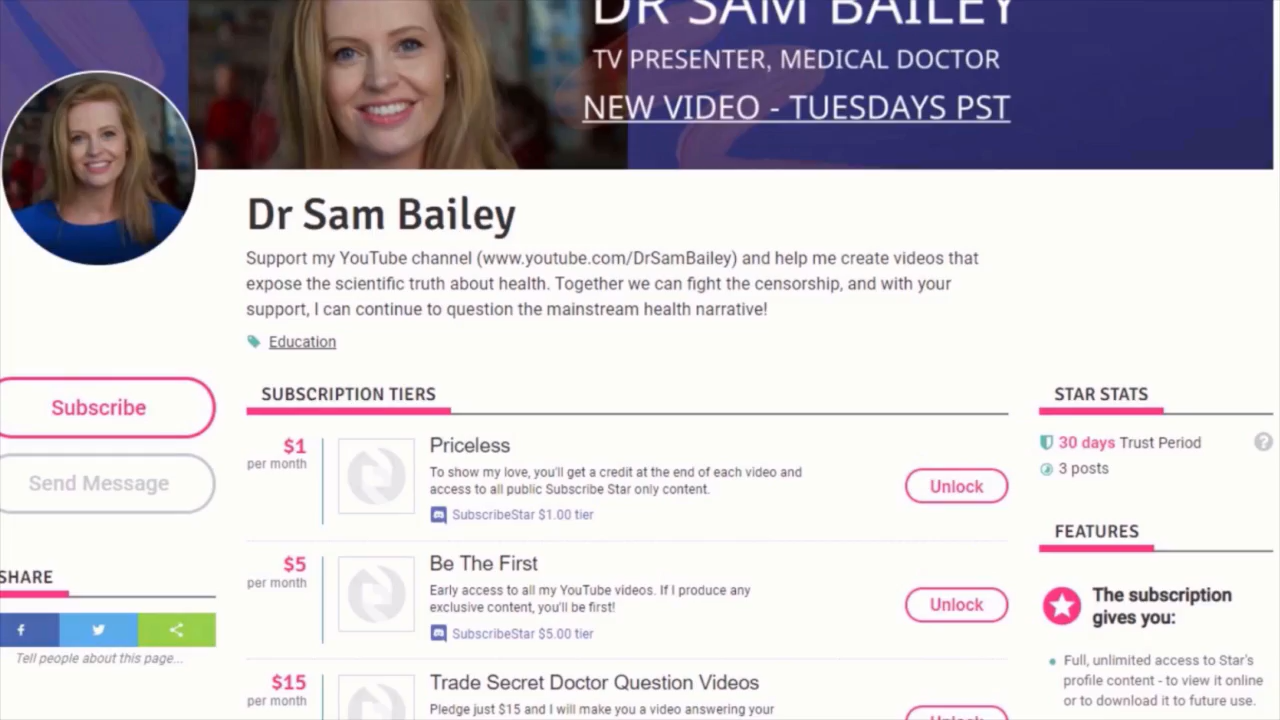 DR SAM BAILEY
TV PRESENTER, MEDICAL DOCTOR
NEW VIDEO - TUESDAYS PST
Dr Sam Bailey
Support my YouTube channel (www.youtube.com/DrSamBailey) and help me create videos that
expose the scientific truth about health. Together we can fight the censorship, and with your
support, I can continue to question the mainstream health narrative!
Education
Subscribe
Send Message
SHARE
Tell people about this page...
SUBSCRIPTION TIERS
$1
per month
Priceless
To show my love, you'll get a credit at the end of each video and
access to all public Subscribe Star only content.
SubscribeStar $1.00 tier
Unlock
$5
per month
Be The First
Early access to all my YouTube videos. If I produce any
exclusive content, you'll be first!
SubscribeStar $5.00 tier
Unlock
$15
per month
Trade Secret Doctor Question Videos
Pledge just $15 and I will make you a video answering your
Unlock
STAR STATS
30 days Trust Period
?
3 posts
FEATURES
The subscription
gives you:
Full, unlimited access to Star's
profile content - to view it online
or to download it to future use.